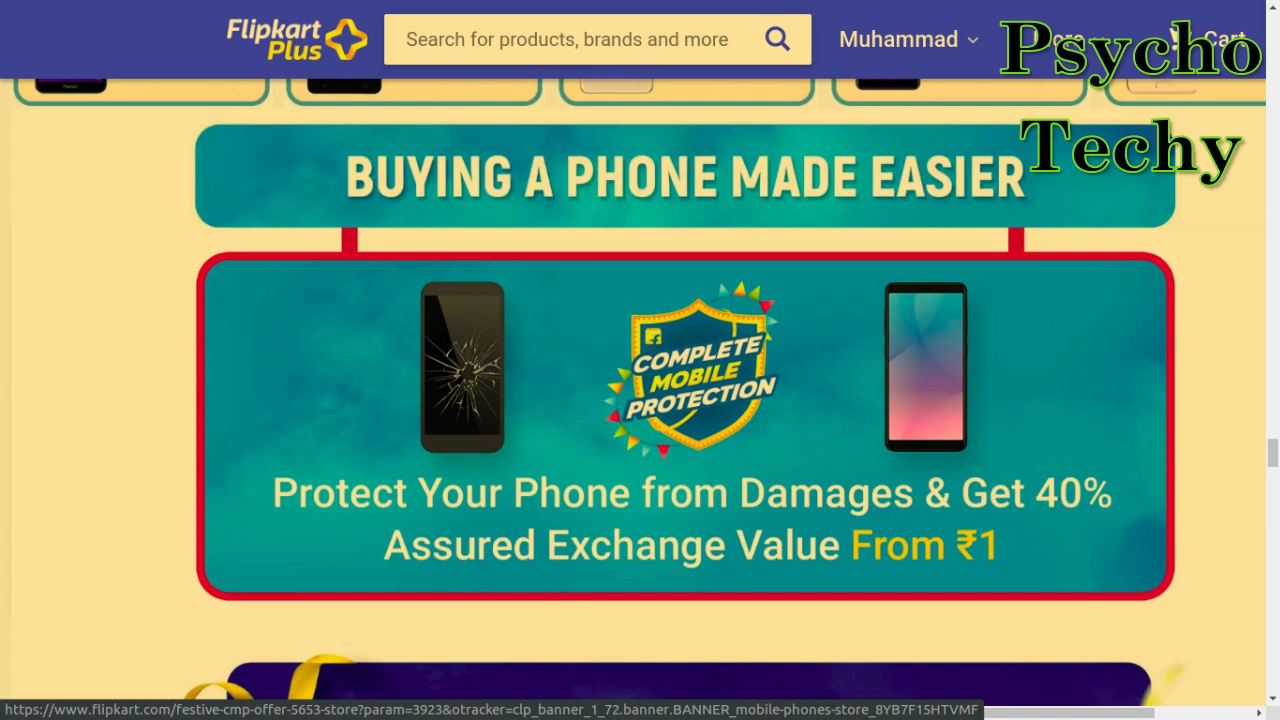 Flipkart
Plus
Search for products, brands and more
Muhammad
Cart
Psycho
Techy
BUYING A PHONE MADE EASIER
COMPLETE
MOBILE
PROTECTION
Protect Your Phone from Damages & Get 40%
Assured Exchange Value From ₹1
https://www.flipkart.com/festive-cmp-offer-5653-store?param=3923&otracker=clp_banner_1_72.banner.BANNER_mobile-phones-store_8YB7F15HTVMF